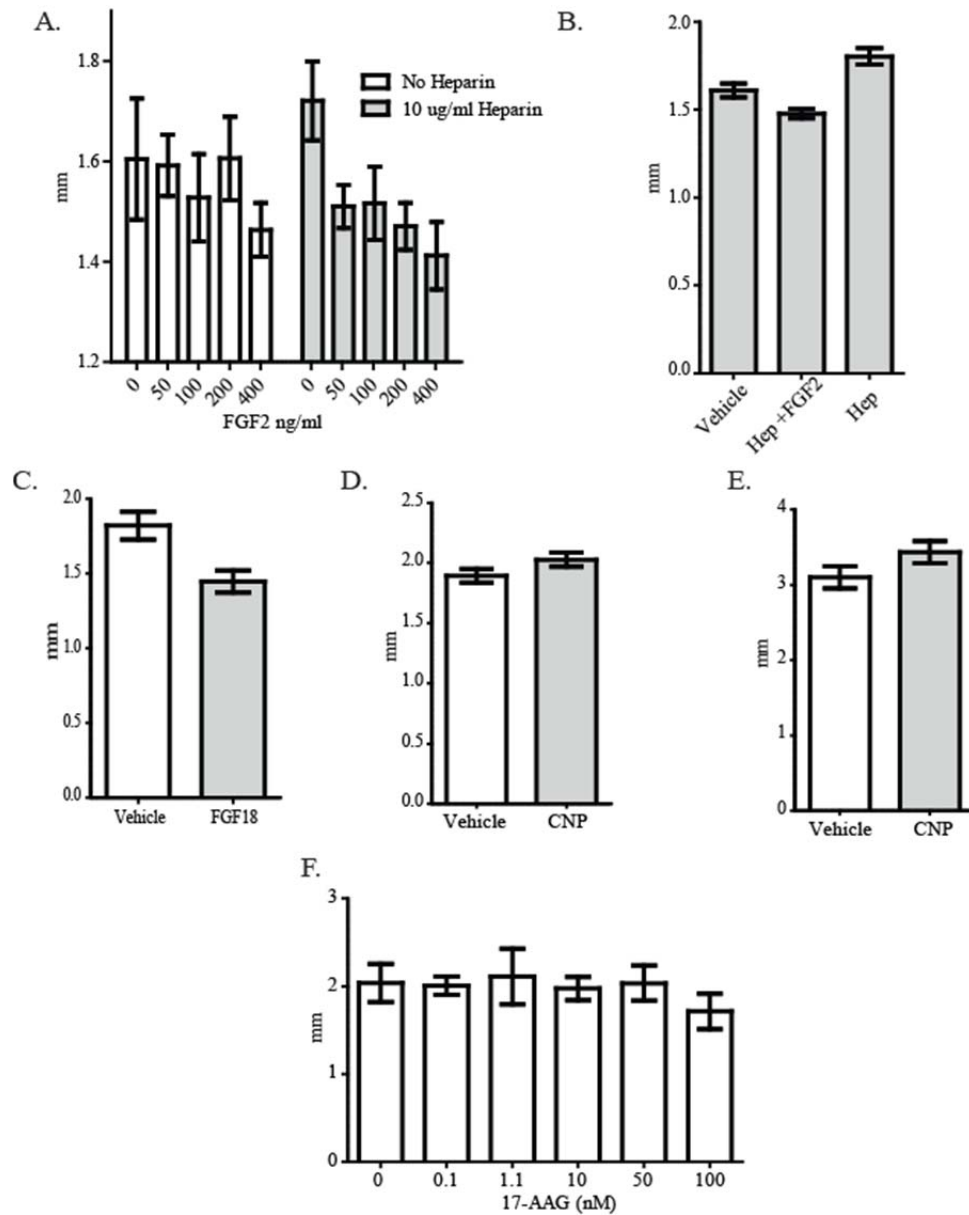 A.
1.8
1.6
1.4
1.2
mm
No Heparin
10 ug/ml Heparin
0 50 100 200 400 0 50 100 200 400
FGF2 ng/ml
B.
2.0
1.5
1.0
0.5
0.0
mm
Vehicle Hep +FGF2 Hep
C.
2.0
1.5
1.0
0.5
0.0
mm
Vehicle FGF18
D.
2.5
2.0
1.5
1.0
0.5
0.0
mm
Vehicle CNP
E.
4
3
2
1
0
mm
Vehicle CNP
F.
3
2
1
0
mm
0 0.1 1.1 10 50 100
17-AAG (nM)